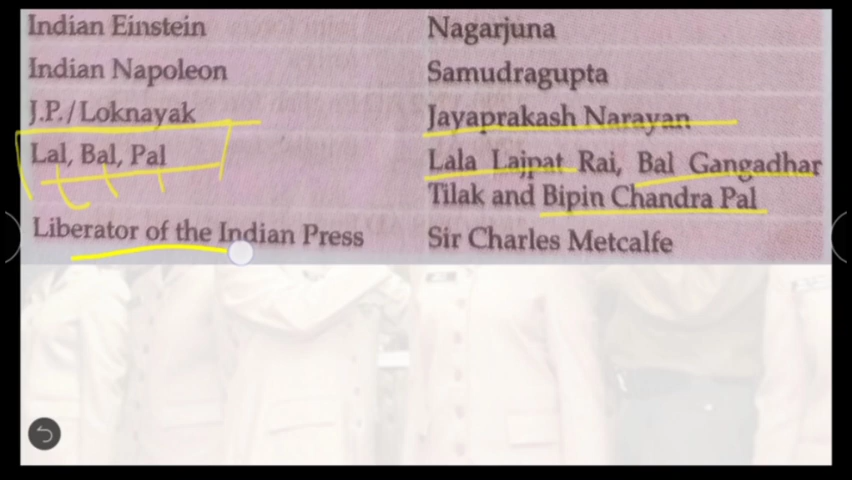 Indian Einstein Nagarjuna
Indian Napoleon Samudragupta
J.P./Loknayak Jayaprakash Narayan
Lal, Bal, Pal Lala Lajpat Rai, Bal Gangadhar
Tilak and Bipin Chandra Pal
Liberator of the Indian Press Sir Charles Metcalfe